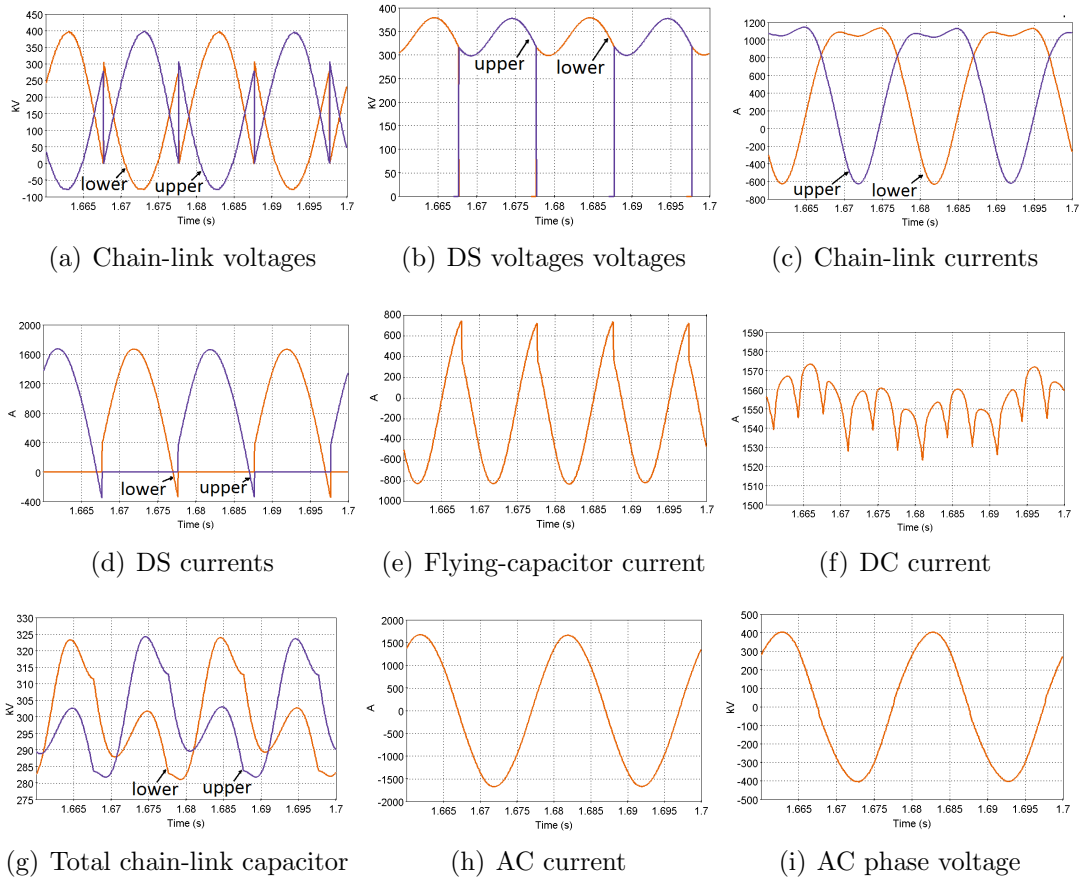 400
350
300
250
200
150
100
50
0
-50
-100
kV
lower
upper
1.665 1.67 1.675 1.68 1.685 1.69 1.695 1.7
Time (s)
(a) Chain-link voltages
400
350
300
250
200
150
100
50
0
kV
upper
lower
1.665 1.67 1.675 1.68 1.685 1.69 1.695 1.7
Time (s)
(b) DS voltages voltages
1200
1000
800
600
400
200
0
-200
-400
-600
-800
A
upper
lower
1.665 1.67 1.675 1.68 1.685 1.69 1.695 1.7
Time (s)
(c) Chain-link currents
2000
1600
1200
800
400
0
-400
A
lower
upper
1.665 1.67 1.675 1.68 1.685 1.69 1.695 1.7
Time (s)
(d) DS currents
800
600
400
200
0
-200
-400
-600
800
1000
A
1.665 1.67 1.675 1.68 1.685 1.69 1.695 1.7
Time (s)
(e) Flying-capacitor current
1590
1580
1570
1560
1550
1540
1530
1520
1510
1500
A
1.665 1.67 1.675 1.68 1.685 1.69 1.695 1.7
Time (s)
(f) DC current
330
325
320
315
310
305
300
295
290
285
280
275
kV
lower
upper
1.665 1.67 1.675 1.68 1.685 1.69 1.695 1.7
Time (s)
(g) Total chain-link capacitor
2000
1500
1000
500
0
-500
-1000
-1500
-2000
A
1.665 1.67 1.675 1.68 1.685 1.69 1.695 1.7
Time (s)
(h) AC current
500
400
300
200
100
0
-100
-200
-300
-400
-500
kV
1.665 1.67 1.675 1.68 1.685 1.69 1.695 1.7
Time (s)
(i) AC phase voltage